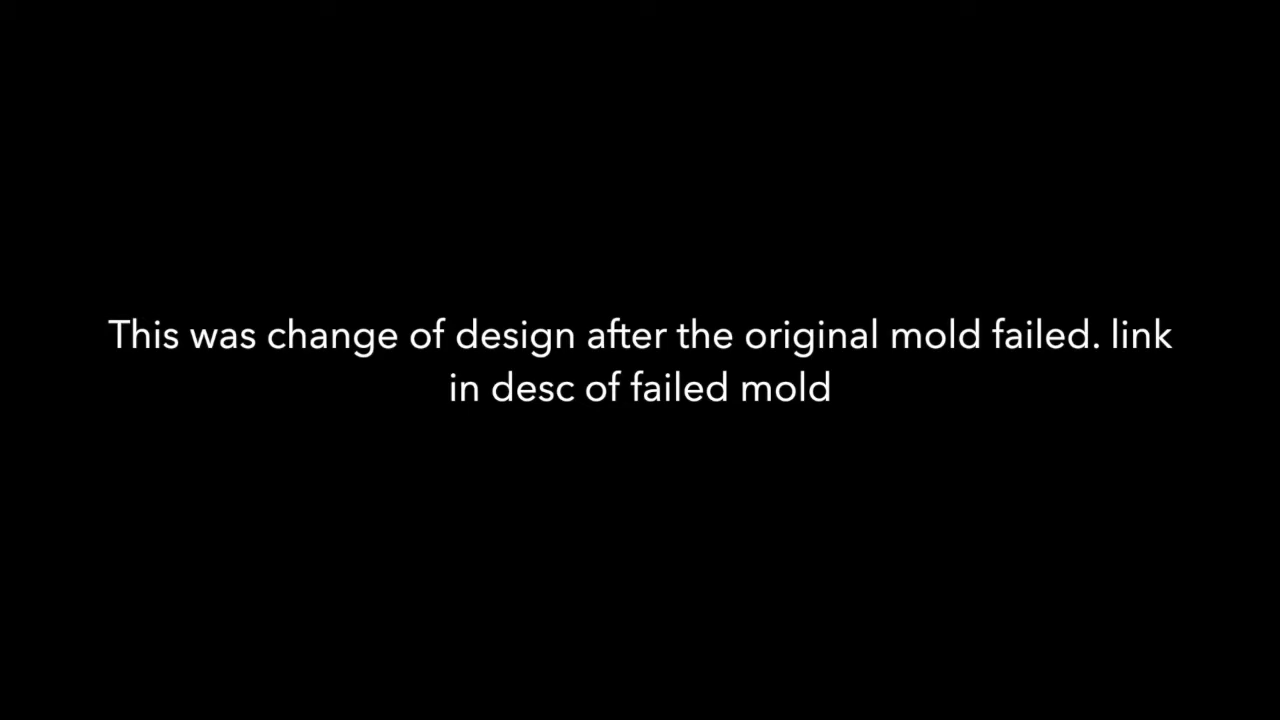 This was change of design after the original mold failed. link
in desc of failed mold